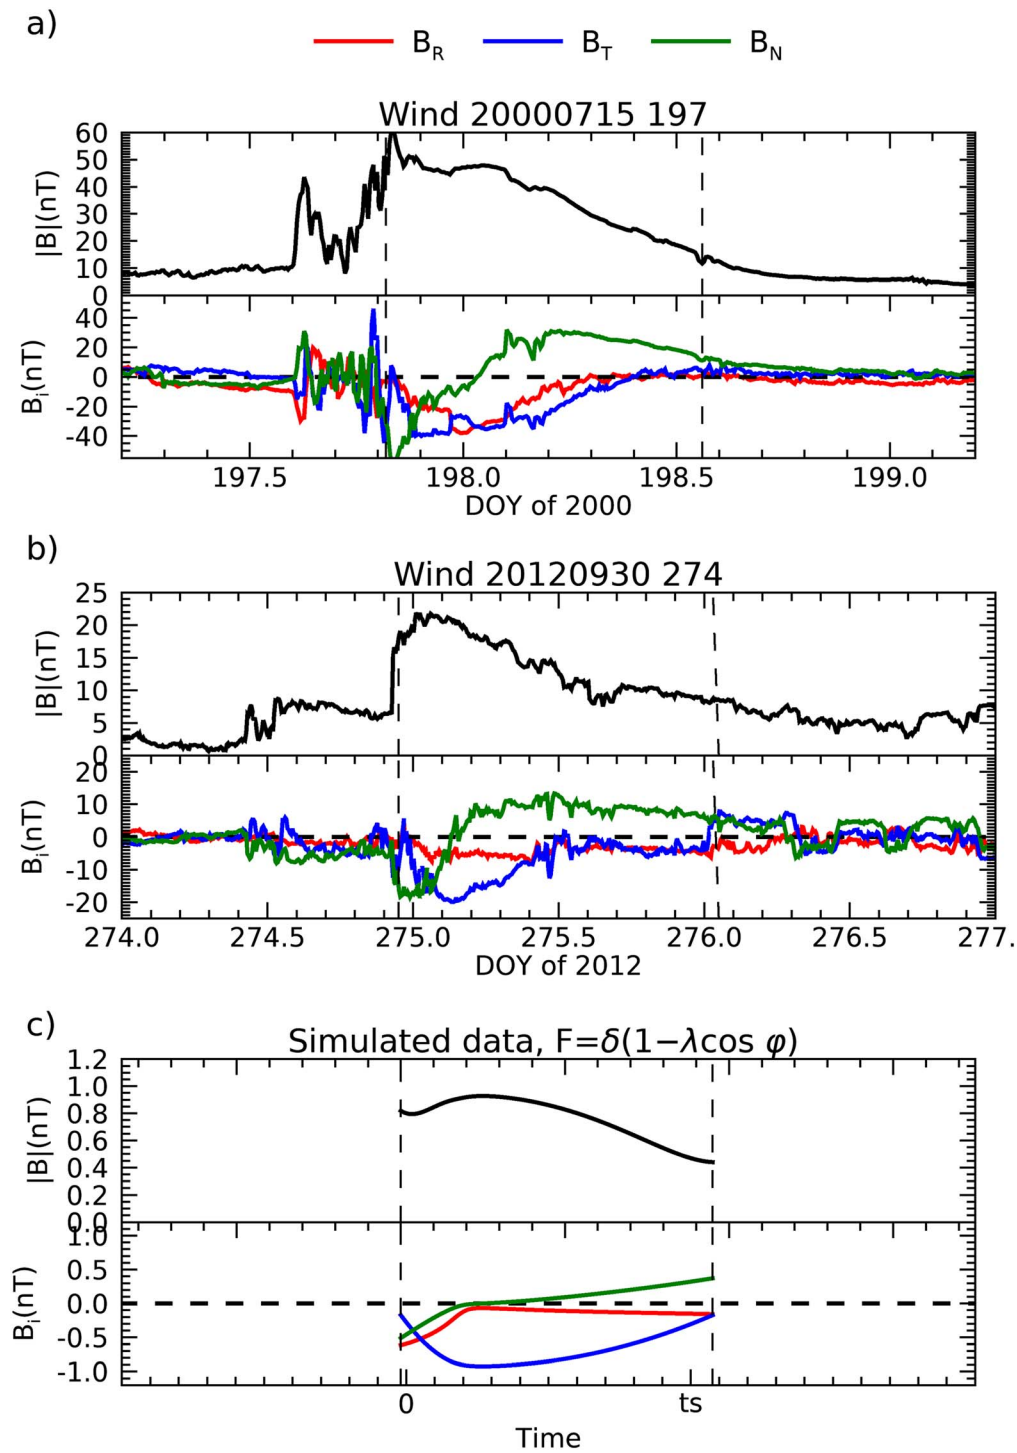 a)
B_R B_T B_N
Wind 20000715 197
60
50
40
30
20
10
0
|B|(nT)
40
20
0
-20
-40
B_i(nT)
197.5 198.0 198.5 199.0
DOY of 2000
b)
Wind 20120930 274
25
20
15
10
5
0
|B|(nT)
20
10
0
-10
-20
B_i(nT)
274.0 274.5 275.0 275.5 276.0 276.5 277.
DOY of 2012
c)
Simulated data, F=δ(1−λcos φ)
1.2
1.0
0.8
0.6
0.4
0.2
0.0
|B|(nT)
1.0
0.5
0.0
-0.5
-1.0
B_i(nT)
0 ts
Time